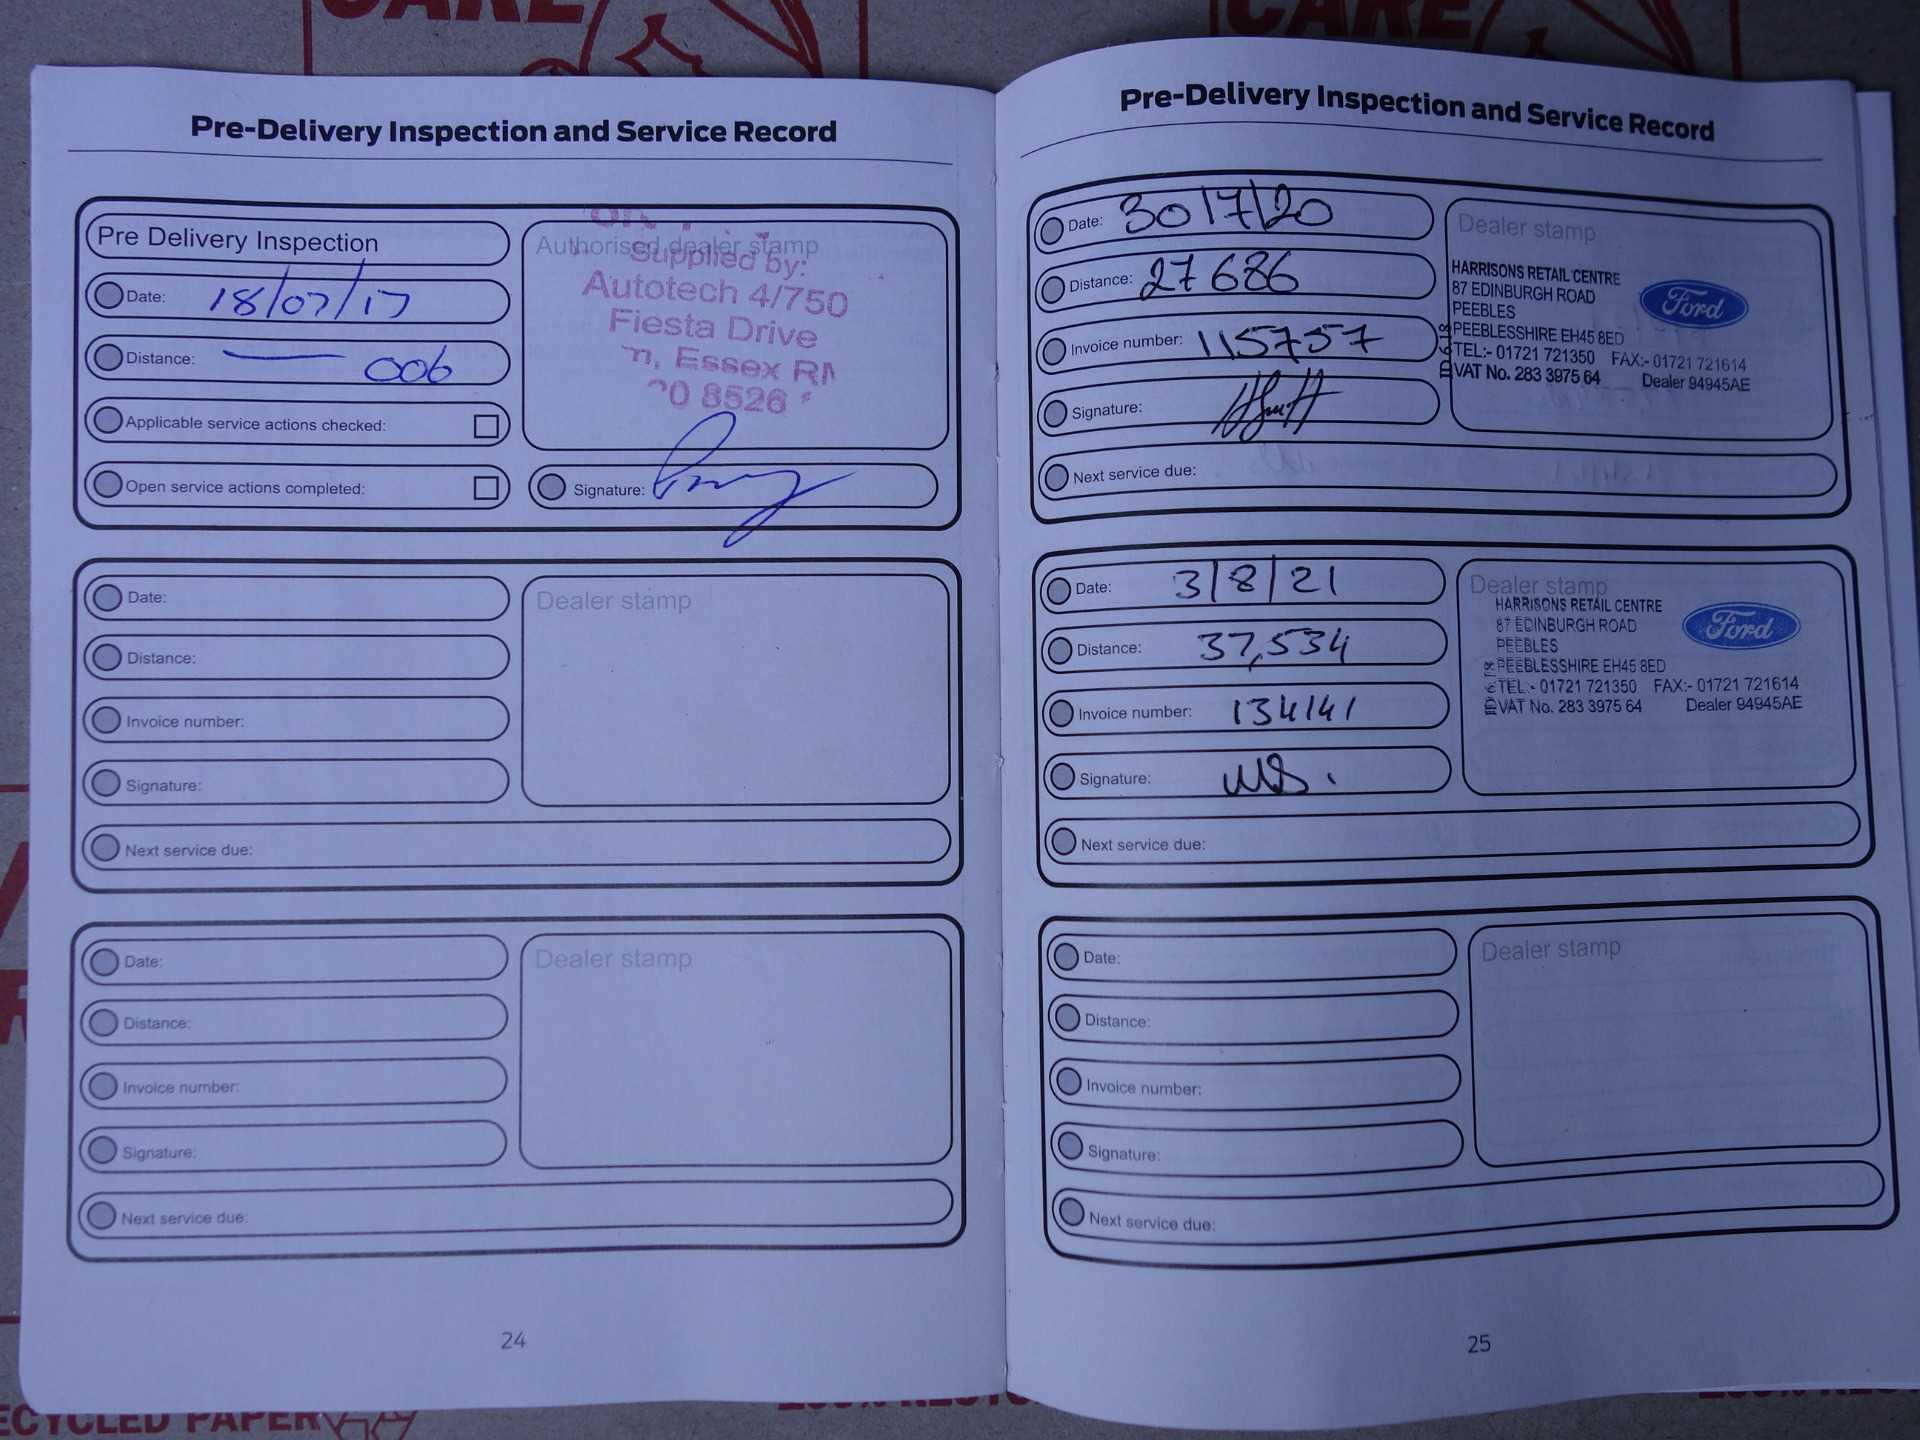 CARE
CARE
Pre-Delivery Inspection and Service Record
Pre Delivery Inspection
Date: 18/07/17
Distance: — 006
Applicable service actions checked:
Open service actions completed:
Authorised dealer stamp
Supplied by:
Autotech 4/750
Fiesta Drive
Essex
8526
Signature:
Date:
Distance:
Invoice number:
Signature:
Next service due:
Dealer stamp
Date:
Distance:
Invoice number:
Signature:
Next service due:
Dealer stamp
24
Pre-Delivery Inspection and Service Record
Date: 30/7/20
Distance: 27686
Invoice number: 115757
Signature:
Next service due:
Dealer stamp
HARRISONS RETAIL CENTRE
87 EDINBURGH ROAD
PEEBLES
PEEBLESSHIRE EH45 8ED
TEL:- 01721 721350 FAX:- 01721 721614
VAT No. 283 3975 64 Dealer 94945AE
Ford
Date: 3/8/21
Distance: 37,534
Invoice number: 134141
Signature:
Next service due:
Dealer stamp
HARRISONS RETAIL CENTRE
87 EDINBURGH ROAD
PEEBLES
PEEBLESSHIRE EH45 8ED
TEL:- 01721 721350 FAX:- 01721 721614
VAT No. 283 3975 64 Dealer 94945AE
Ford
Date:
Distance:
Invoice number:
Signature:
Next service due:
Dealer stamp
25
ECYCLED PAPER